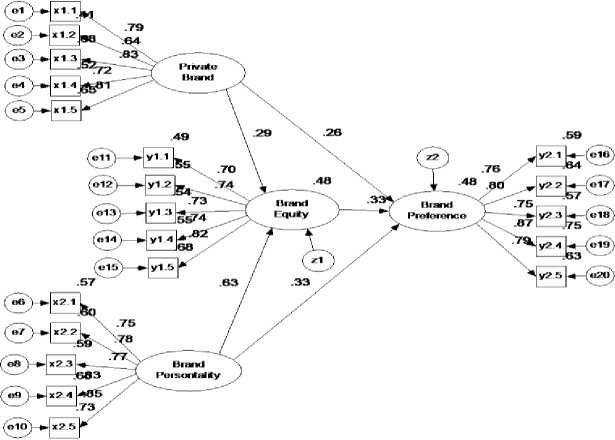 e1 x1.1 .41
e2 x1.2 .79
.64
e3 x1.3 .83
.52
e4 x1.4 .72
.81
.65
e5 x1.5
Private
Brand
.29
.26
.49
e11 y1.1
.55
e12 y1.2 .70
.54 .74
e13 y1.3 .73
.55 .74
e14 y1.4 .82
.68
e15 y1.5
.48
Brand
Equity
z1
.33
z2
.48
Brand
Preference
.59
.76 y2.1 e16
.64
.80 y2.2 e17
.57
.75 y2.3 e18
.87 .75
y2.4 e19
.79 .63
y2.5 e20
.63
.33
.57
e6 x2.1
.60
.75
e7 x2.2
.78
.59
.77
e8 x2.3
.83
e9 x2.4
.85
.73
e10 x2.5
Brand
Persontality